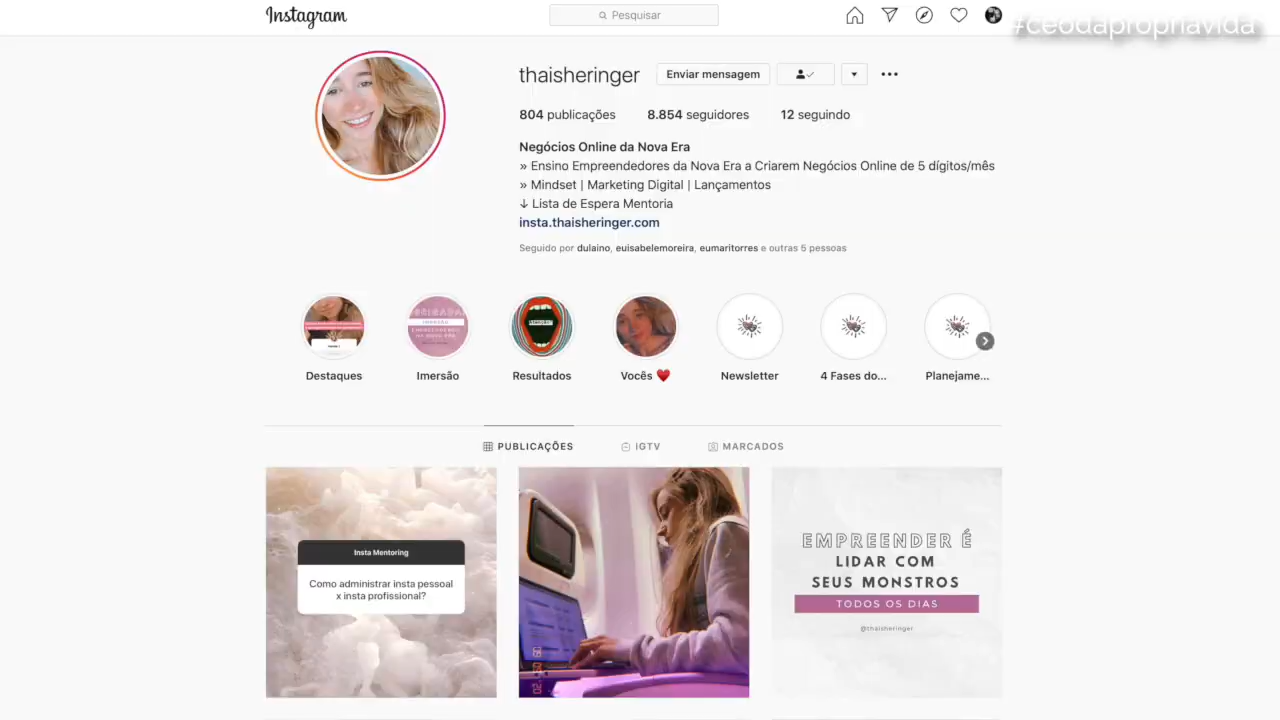 Instagram
Pesquisar
#ceodaprópriavida
thaisheringer
Enviar mensagem
804 publicações 8.854 seguidores 12 seguindo
Negócios Online da Nova Era
» Ensino Empreendedores da Nova Era a Criarem Negócios Online de 5 dígitos/mês
» Mindset | Marketing Digital | Lançamentos
↓ Lista de Espera Mentoria
insta.thaisheringer.com
Seguido por dulaino, euisabelemoreira, eumaritorres e outras 5 pessoas
IMERSÃO
Destaques Imersão Resultados Vocês ❤️ Newsletter 4 Fases do... Planejame...
PUBLICAÇÕES IGTV MARCADOS
Insta Mentoring
Como administrar insta pessoal
x insta profissional?
EMPREENDER É
LIDAR COM
SEUS MONSTROS
TODOS OS DIAS
@thaisheringer